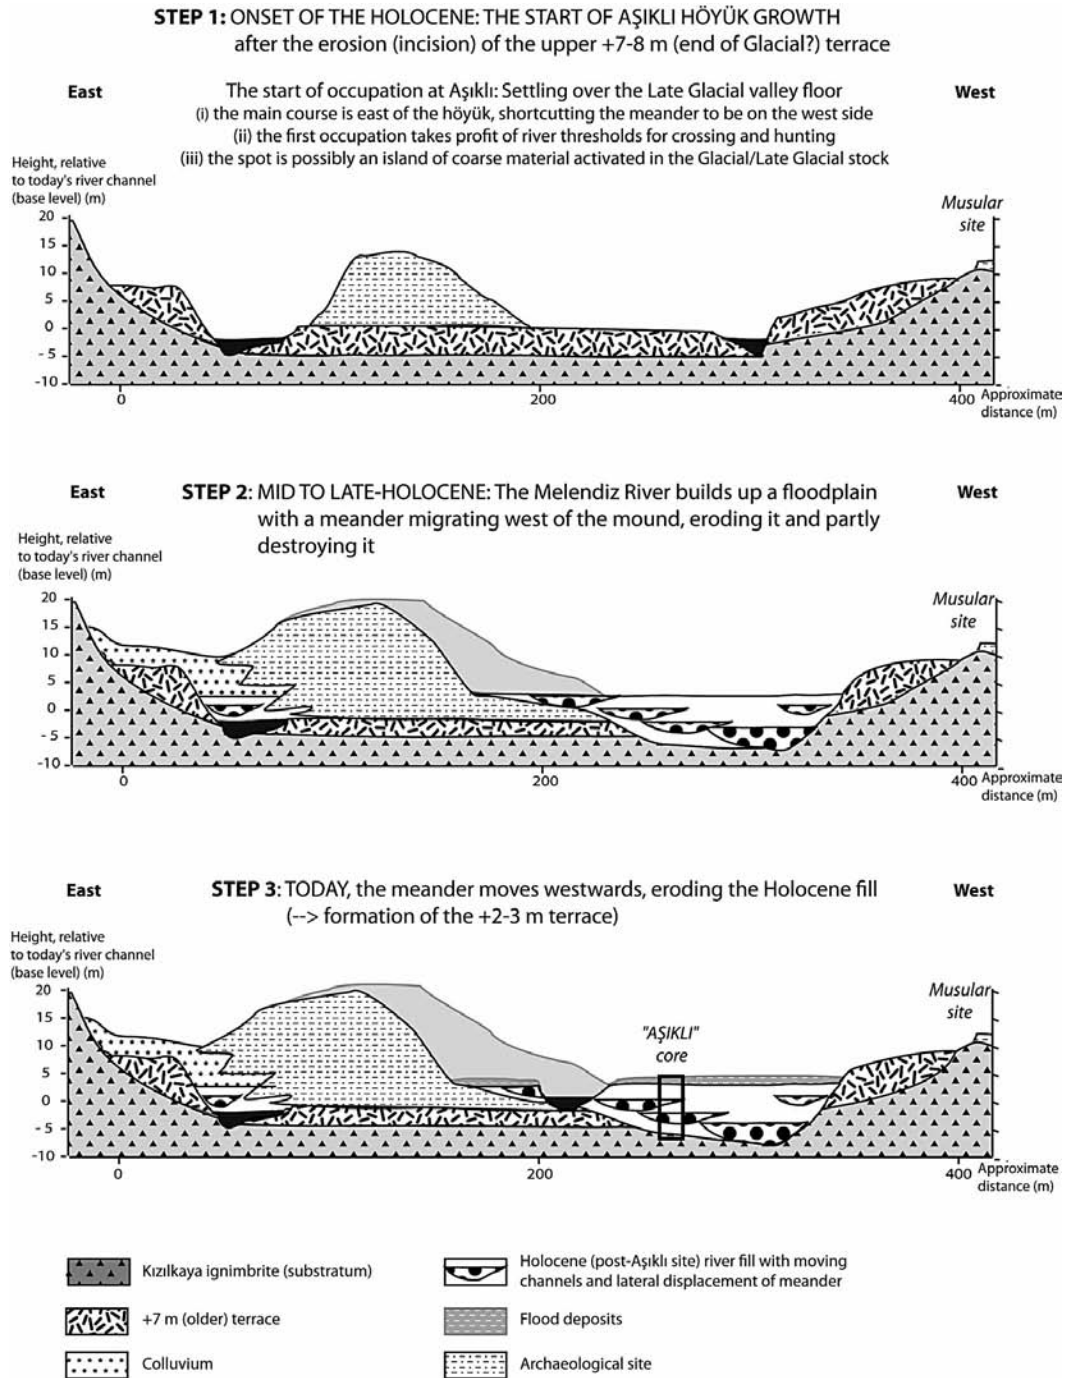 STEP 1: ONSET OF THE HOLOCENE: THE START OF AŞIKLI HÖYÜK GROWTH
after the erosion (incision) of the upper +7-8 m (end of Glacial?) terrace
East
The start of occupation at Aşıklı: Settling over the Late Glacial valley floor
West
(i) the main course is east of the höyük, shortcutting the meander to be on the west side
(ii) the first occupation takes profit of river thresholds for crossing and hunting
(iii) the spot is possibly an island of coarse material activated in the Glacial/Late Glacial stock
Height, relative
to today's river channel
(base level) (m)
Musular
site
20
15
10
5
0
-5
-10
0
200
400
Approximate
distance (m)
East
STEP 2: MID TO LATE-HOLOCENE: The Melendiz River builds up a floodplain
West
with a meander migrating west of the mound, eroding it and partly
destroying it
Height, relative
to today's river channel
(base level) (m)
Musular
site
20
15
10
5
0
-5
-10
0
200
400
Approximate
distance (m)
East
STEP 3: TODAY, the meander moves westwards, eroding the Holocene fill
West
(--> formation of the +2-3 m terrace)
Height, relative
to today's river channel
(base level) (m)
Musular
site
"AŞIKLI"
core
20
15
10
5
0
-5
-10
0
200
400
Approximate
distance (m)
Kızılkaya ignimbrite (substratum)
Holocene (post-Aşıklı site) river fill with moving
channels and lateral displacement of meander
+7 m (older) terrace
Flood deposits
Colluvium
Archaeological site